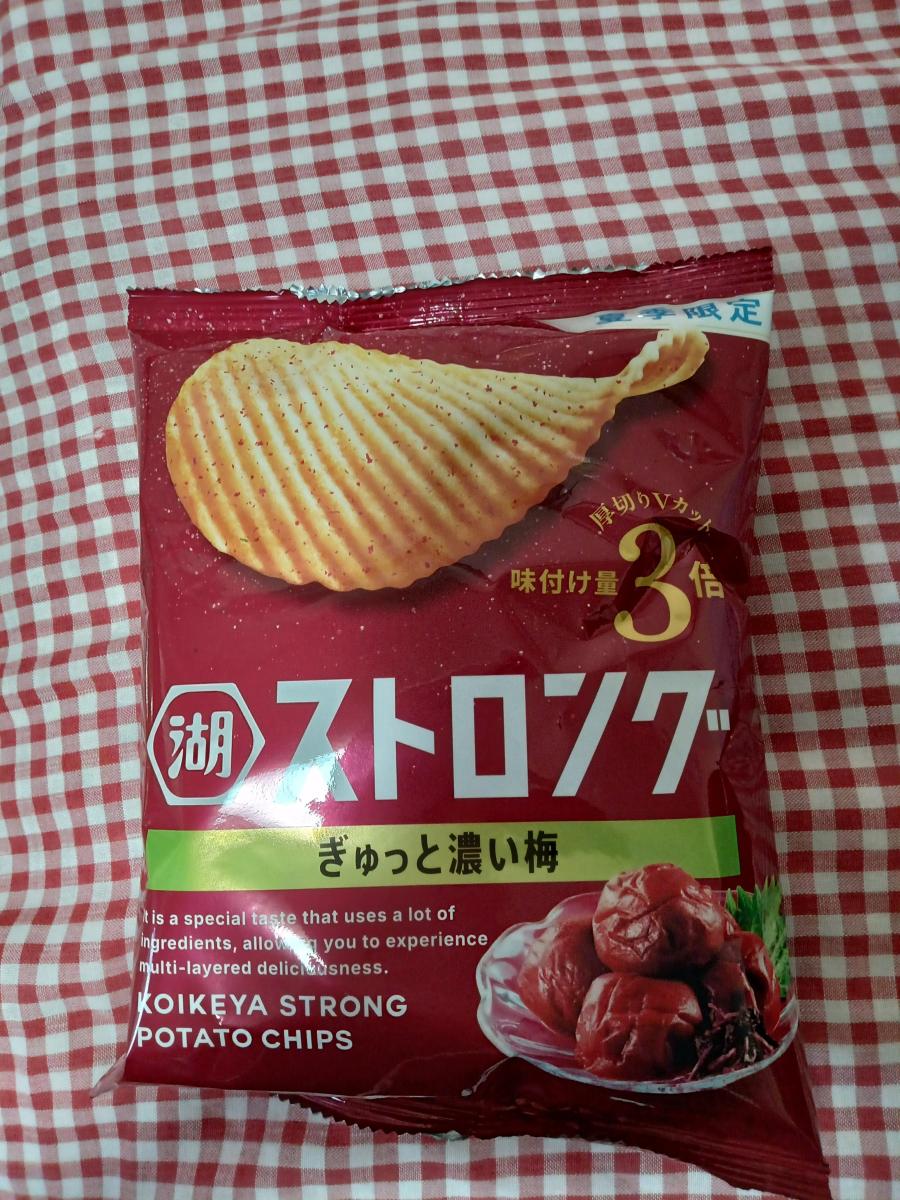 夏季限定
厚切りVカット
味付け量3倍
湖 ストロング
ぎゅっと濃い梅
It is a special taste that uses a lot of
ingredients, allowing you to experience
multi-layered deliciousness.
KOIKEYA STRONG
POTATO CHIPS